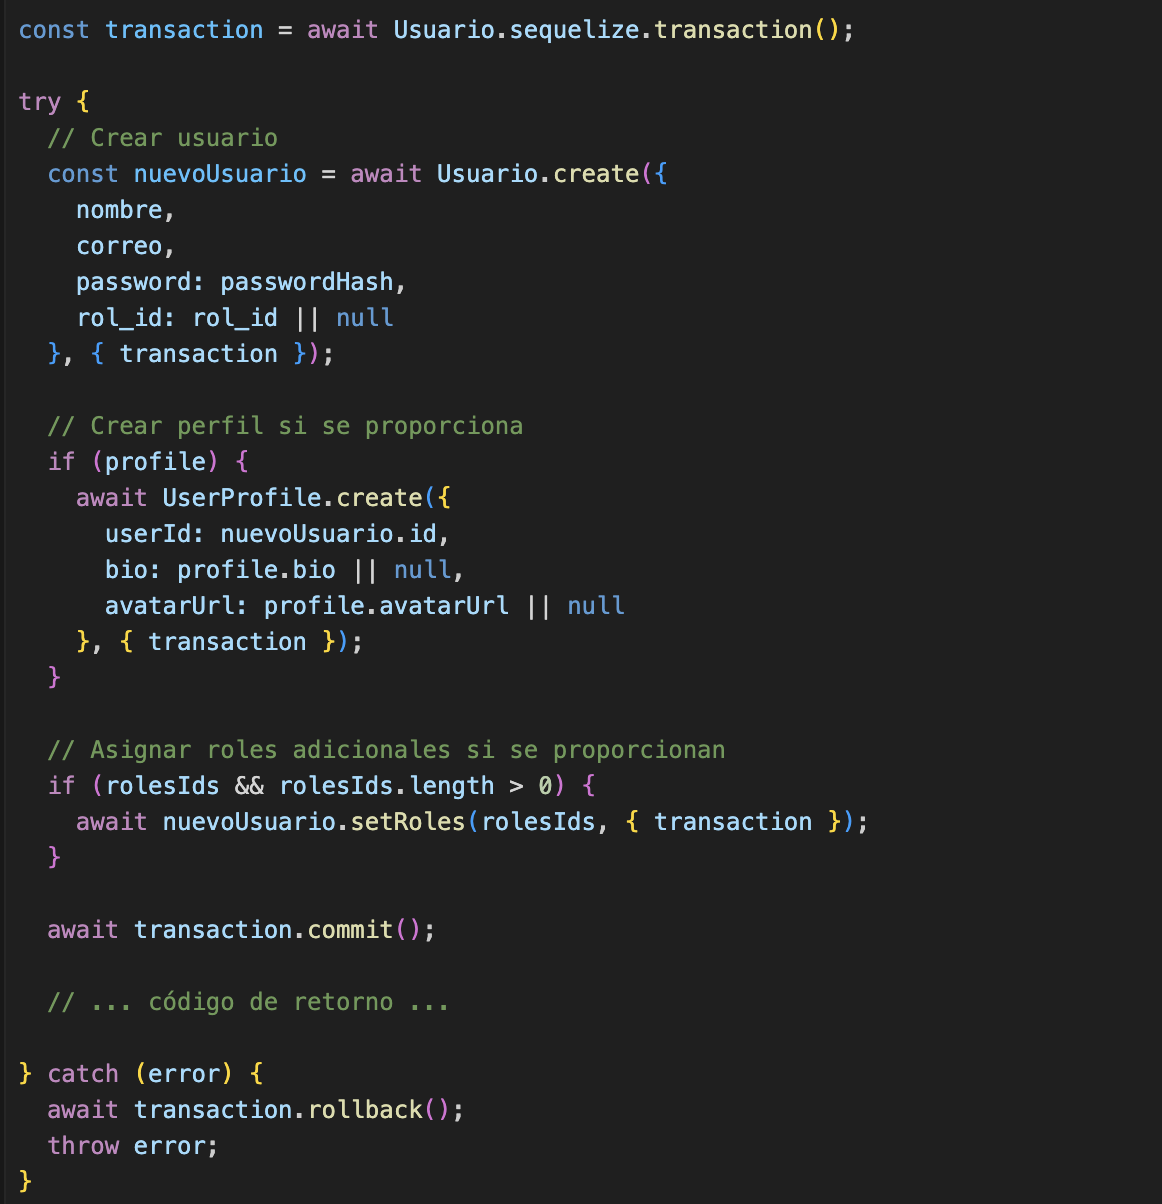 const transaction = await Usuario.sequelize.transaction();

try {
  // Crear usuario
  const nuevoUsuario = await Usuario.create({
    nombre,
    correo,
    password: passwordHash,
    rol_id: rol_id || null
  }, { transaction });

  // Crear perfil si se proporciona
  if (profile) {
    await UserProfile.create({
      userId: nuevoUsuario.id,
      bio: profile.bio || null,
      avatarUrl: profile.avatarUrl || null
    }, { transaction });
  }

  // Asignar roles adicionales si se proporcionan
  if (rolesIds && rolesIds.length > 0) {
    await nuevoUsuario.setRoles(rolesIds, { transaction });
  }

  await transaction.commit();

  // ... código de retorno ...

} catch (error) {
  await transaction.rollback();
  throw error;
}